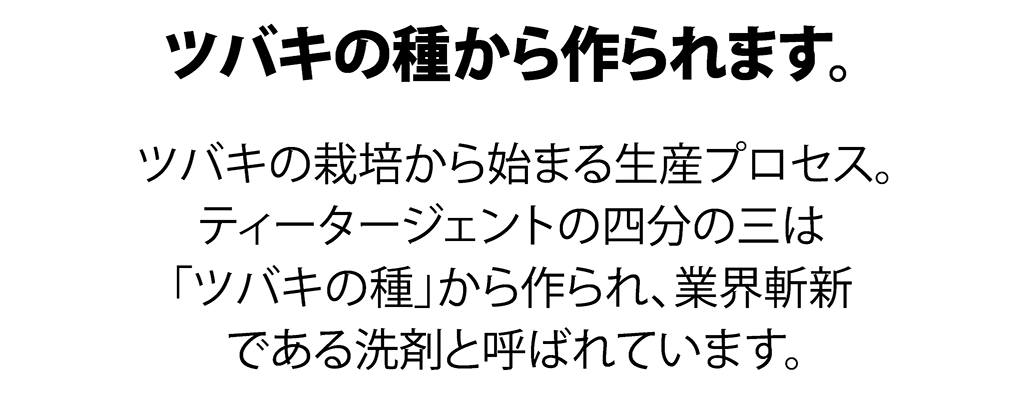 ツバキの種から作られます。
ツバキの栽培から始まる生産プロセス。
ティータージェントの四分の三は
「ツバキの種」から作られ、業界斬新
である洗剤と呼ばれています。